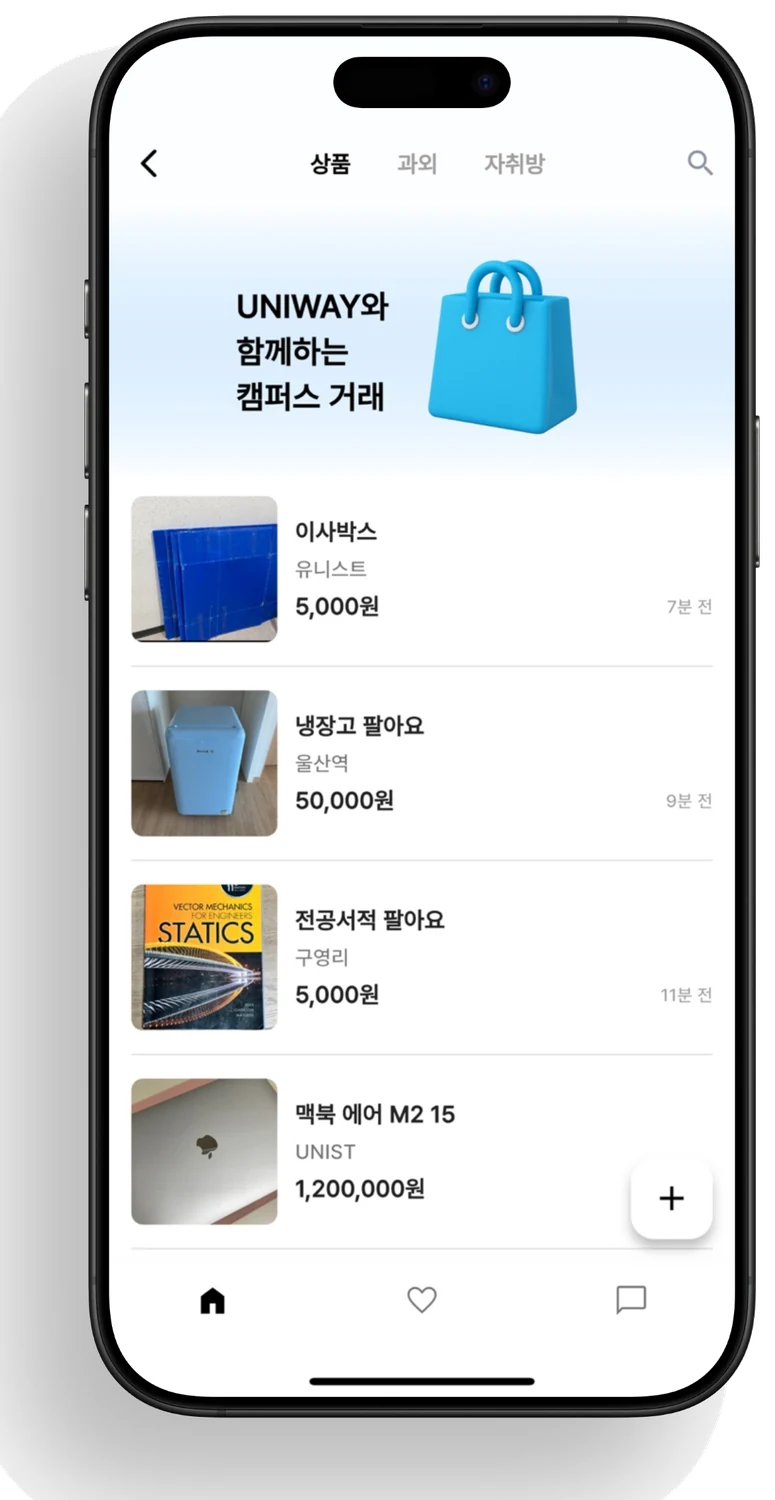 상품 과외 자취방
UNIWAY와
함께하는
캠퍼스 거래
이사박스
유니스트
5,000원 7분 전
냉장고 팔아요
울산역
50,000원 9분 전
11
VECTOR MECHANICS
FOR ENGINEERS
STATICS
전공서적 팔아요
구영리
5,000원 11분 전
맥북 에어 M2 15
UNIST
1,200,000원